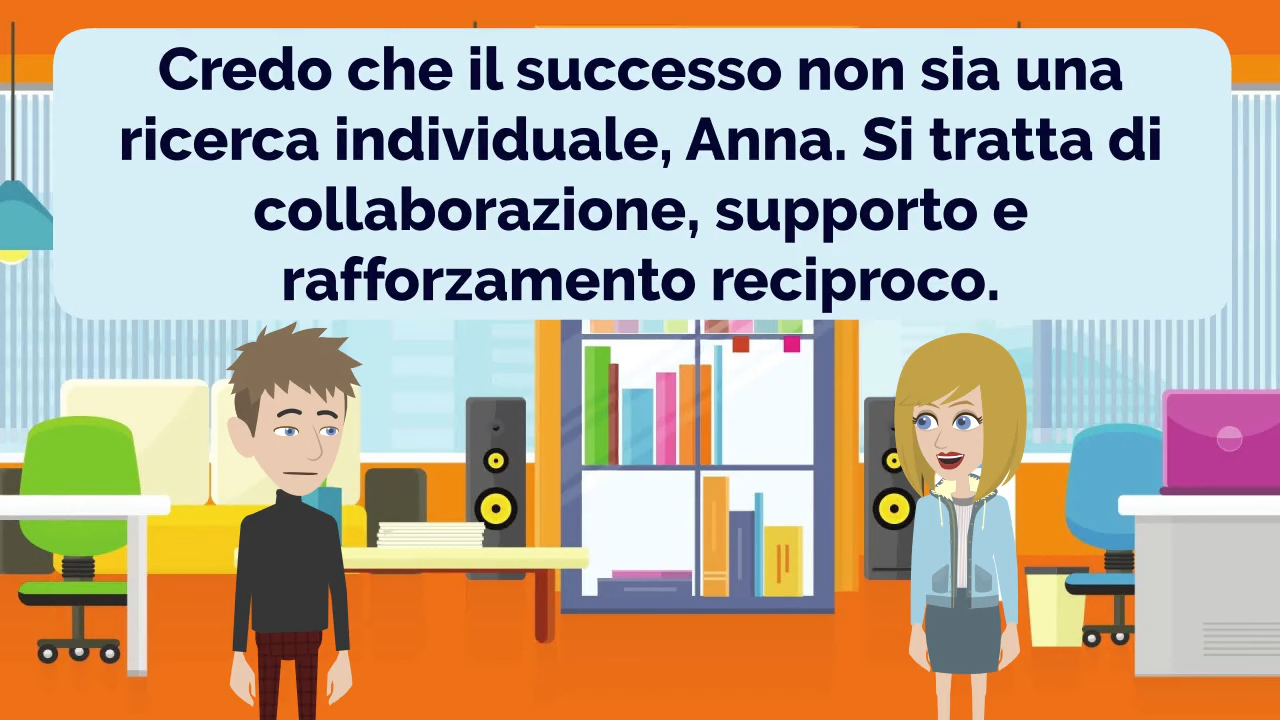 Credo che il successo non sia una
ricerca individuale, Anna. Si tratta di
collaborazione, supporto e
rafforzamento reciproco.